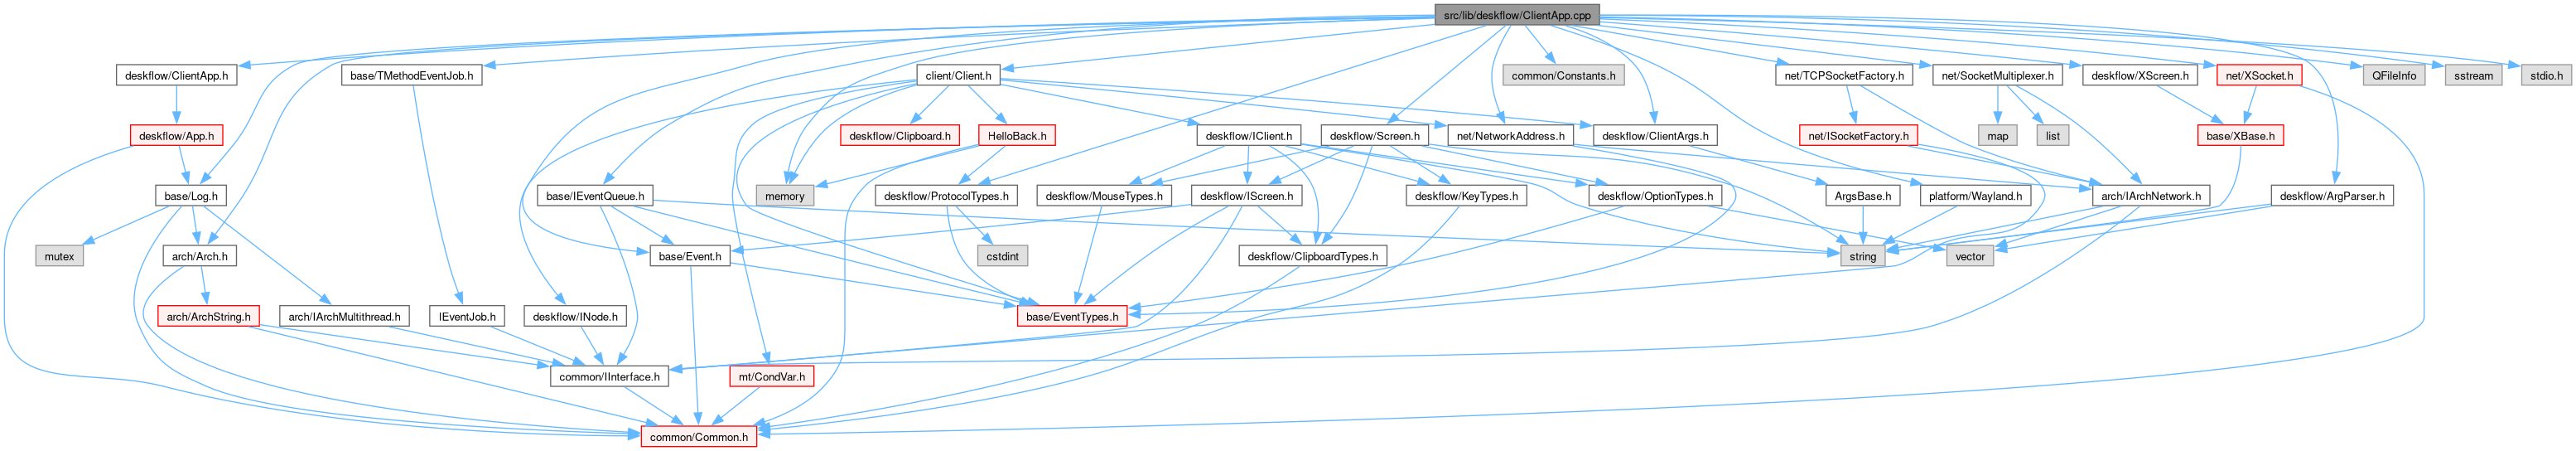 src/lib/deskflow/ClientApp.cpp
deskflow/ClientApp.h
base/TMethodEventJob.h
client/Client.h
common/Constants.h
net/TCPSocketFactory.h
net/SocketMultiplexer.h
deskflow/XScreen.h
net/XSocket.h
QFileInfo
sstream
stdio.h
deskflow/App.h
deskflow/Clipboard.h
HelloBack.h
deskflow/IClient.h
deskflow/Screen.h
net/NetworkAddress.h
deskflow/ClientArgs.h
net/ISocketFactory.h
map
list
base/XBase.h
base/Log.h
base/IEventQueue.h
memory
deskflow/ProtocolTypes.h
deskflow/MouseTypes.h
deskflow/IScreen.h
deskflow/KeyTypes.h
deskflow/OptionTypes.h
ArgsBase.h
platform/Wayland.h
arch/IArchNetwork.h
deskflow/ArgParser.h
mutex
arch/Arch.h
base/Event.h
cstdint
deskflow/ClipboardTypes.h
string
vector
arch/ArchString.h
arch/IArchMultithread.h
IEventJob.h
deskflow/INode.h
base/EventTypes.h
common/IInterface.h
mt/CondVar.h
common/Common.h